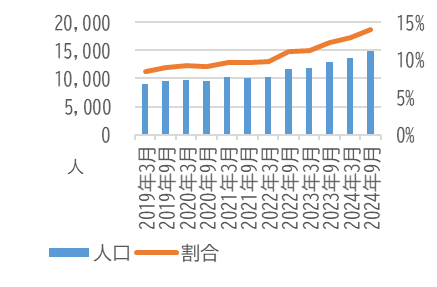 20,000
15,000
10,000
5,000
0
15%
10%
5%
0%
人
2019年3月
2019年9月
2020年3月
2020年9月
2021年3月
2021年9月
2022年3月
2022年9月
2023年3月
2023年9月
2024年3月
2024年9月
人口 割合